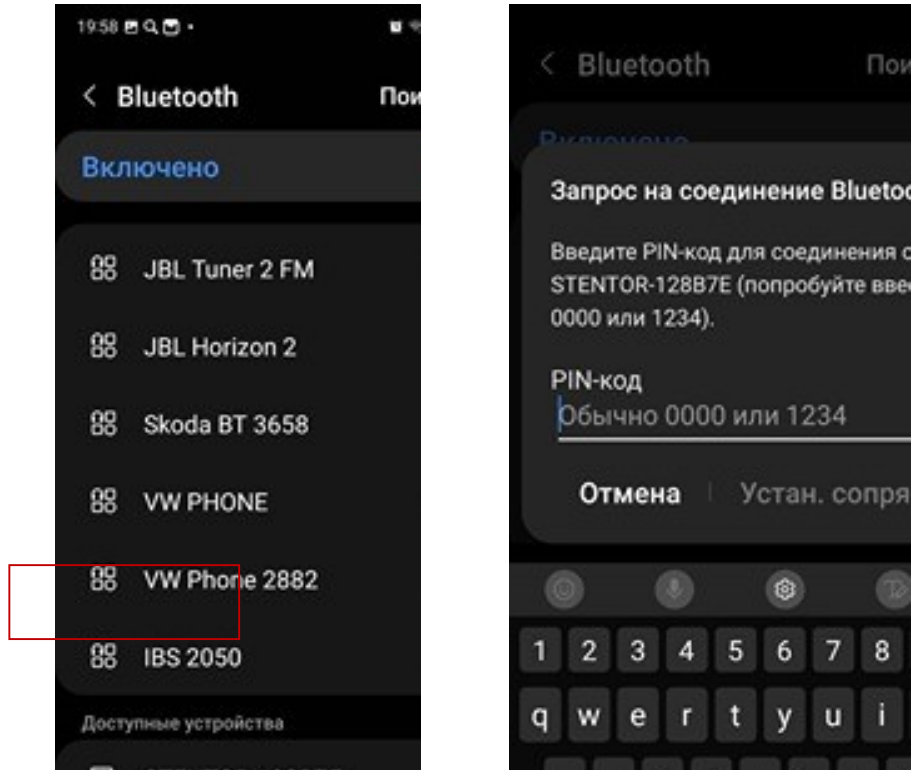 19:58
Bluetooth
Включено
JBL Tuner 2 FM
JBL Horizon 2
Skoda BT 3658
VW PHONE
VW Phone 2882
IBS 2050
Доступные устройства
Bluetooth
Включено
Запрос на соединение
Введите PIN-код для соединения с
STENTOR-128B7E (попробуйте
0000 или 1234).
PIN-код
Обычно 0000 или 1234
Отмена
Устан.
1 2 3 4 5 6 7 8
q w e r t y u i